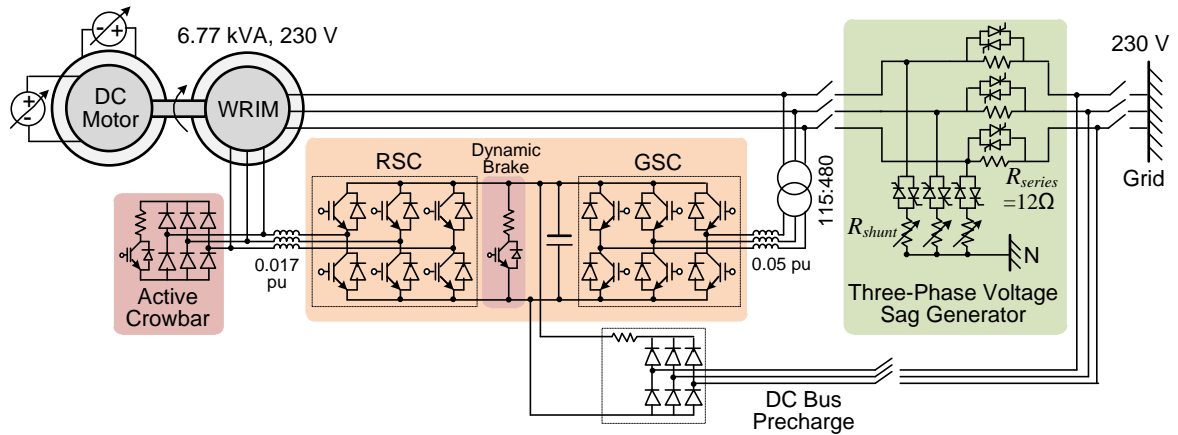 6.77 kVA, 230 V
230 V
DC
Motor
WRIM
RSC
Dynamic
Brake
GSC
115:480
R_series
=12Ω
R_shunt
N
Grid
0.017
pu
0.05 pu
Active
Crowbar
Three-Phase Voltage
Sag Generator
DC Bus
Precharge